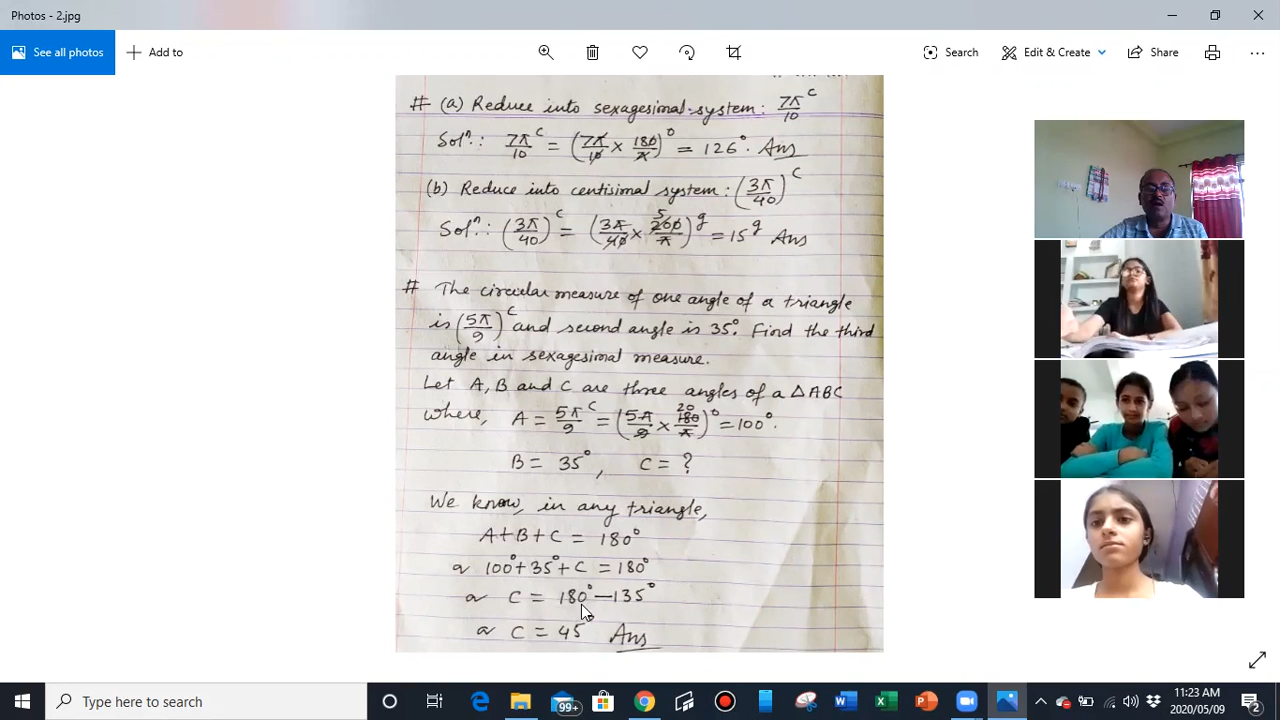 Photos - 2.jpg
See all photos
Add to
Search
Edit & Create
Share
# (a) Reduce into sexagesimal system: 7π/10 ^c
Solⁿ: 7π/10 ^c = (7π/10 × 180/π)° = 126°. Ans
(b) Reduce into centisimal system: (3π/40)^c
Solⁿ: (3π/40)^c = (3π/40 × 200/π)^g = 15^g Ans
5
# The circular measure of one angle of a triangle
is (5π/9)^c and second angle is 35°. Find the third
angle in sexagesimal measure.
Let A, B and C are three angles of a △ABC
where, A = 5π/9 ^c = (5π/9 × 180/π)° = 100°.
20
B = 35°, C = ?
We know, in any triangle,
A+B+C = 180°
or 100°+35°+C = 180°
or C = 180°–135°
or C = 45 Ans
Type here to search
99+
11:23 AM
2020/05/09
2